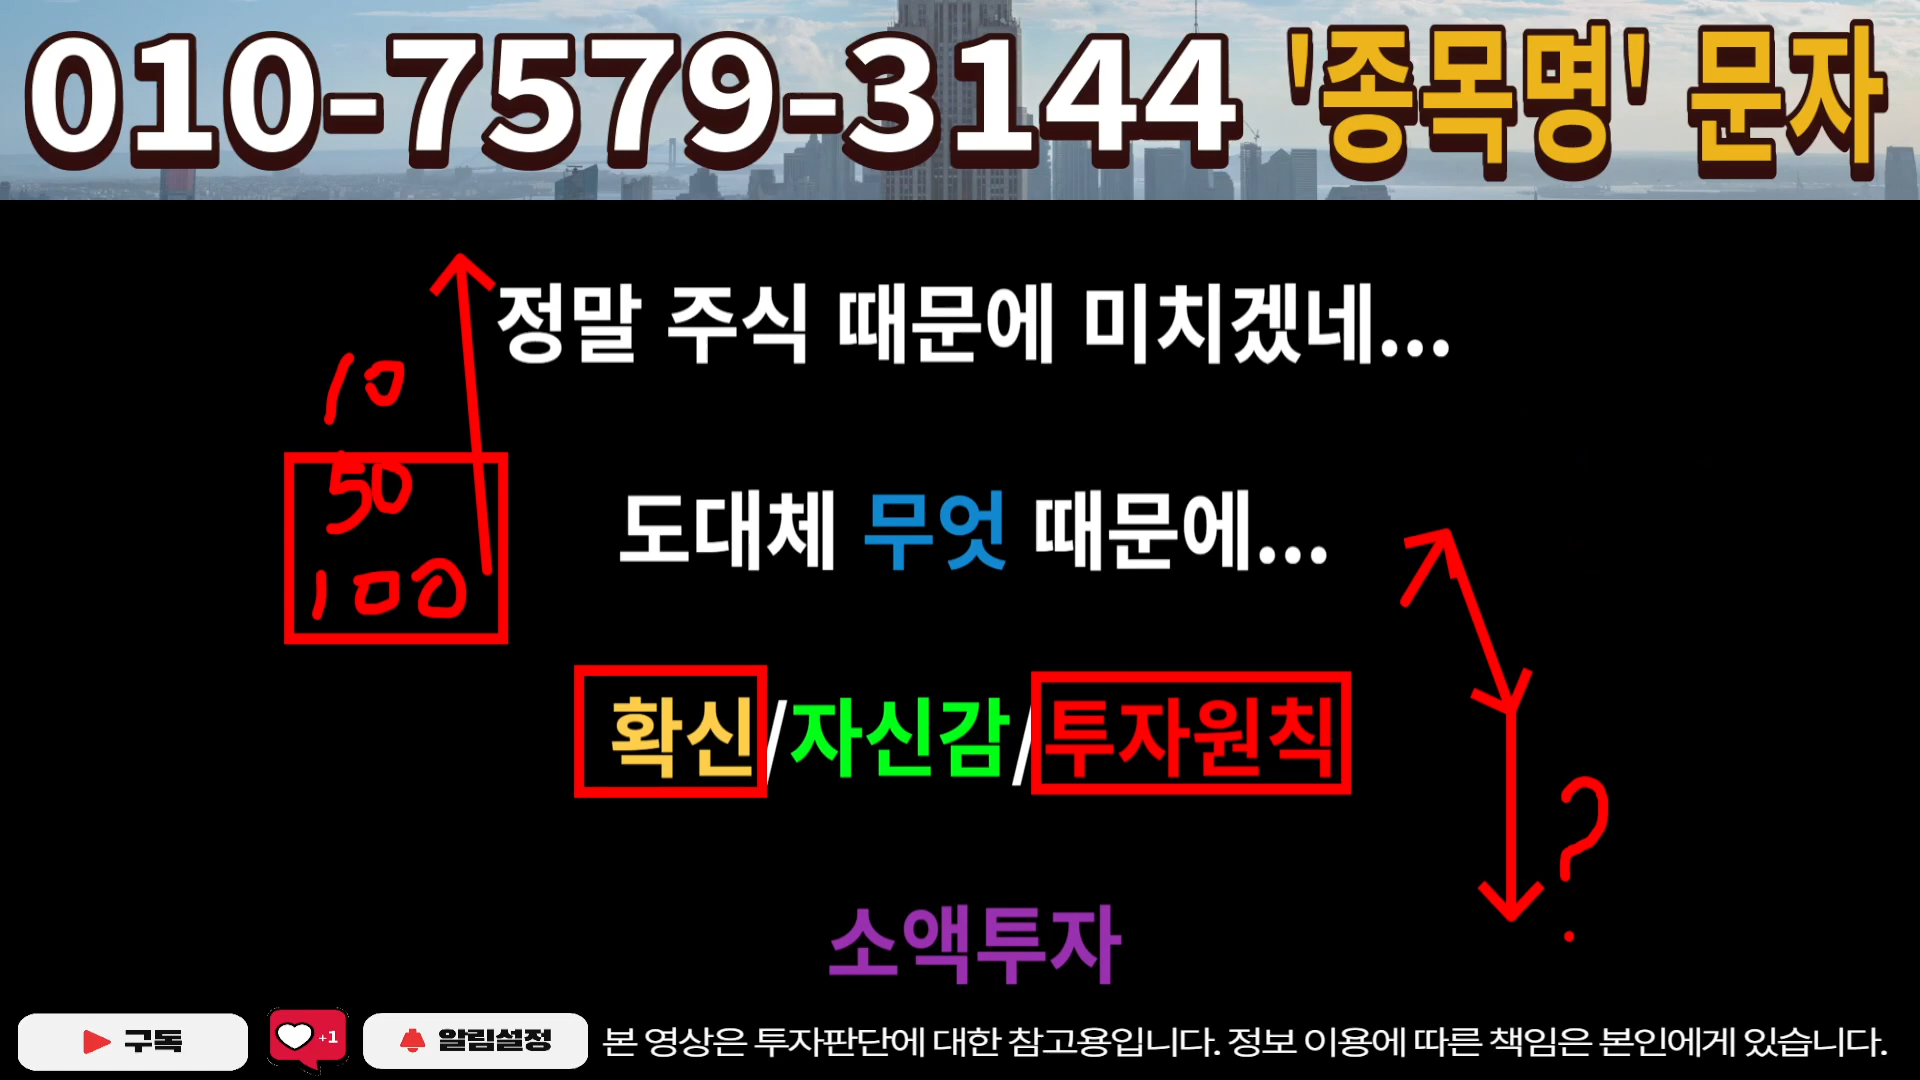 010-7579-3144 '종목명' 문자
정말 주식 때문에 미치겠네...
10
50
100
도대체 무엇 때문에...
확신/자신감/투자원칙
?
소액투자
구독
+1
알림설정
본 영상은 투자판단에 대한 참고용입니다. 정보 이용에 따른 책임은 본인에게 있습니다.